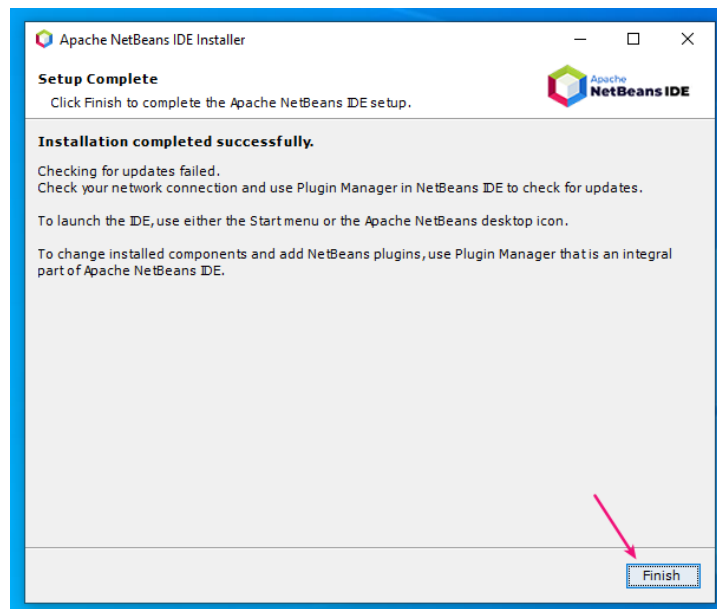 Apache NetBeans IDE Installer
Setup Complete
Click Finish to complete the Apache NetBeans IDE setup.
Apache
NetBeans IDE
Installation completed successfully.
Checking for updates failed.
Check your network connection and use Plugin Manager in NetBeans IDE to check for updates.
To launch the IDE, use either the Start menu or the Apache NetBeans desktop icon.
To change installed components and add NetBeans plugins, use Plugin Manager that is an integral
part of Apache NetBeans IDE.
Finish